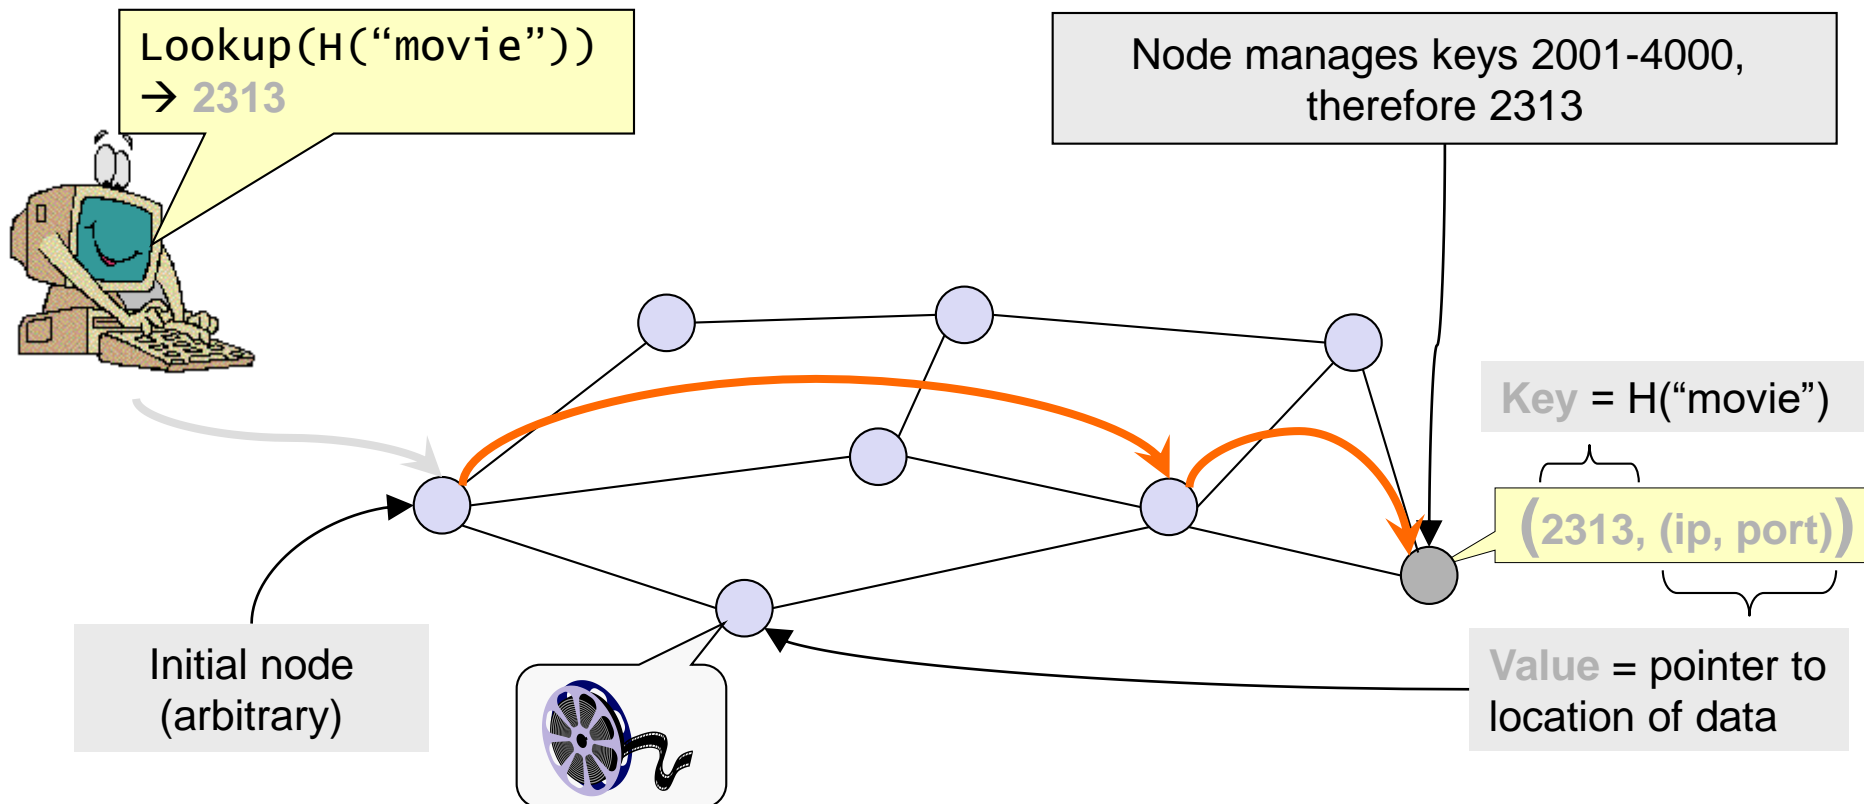 Lookup(H(“movie”))
→ 2313
Node manages keys 2001-4000,
therefore 2313
Key = H(“movie”)
(2313, (ip, port))
Initial node
(arbitrary)
Value = pointer to
location of data